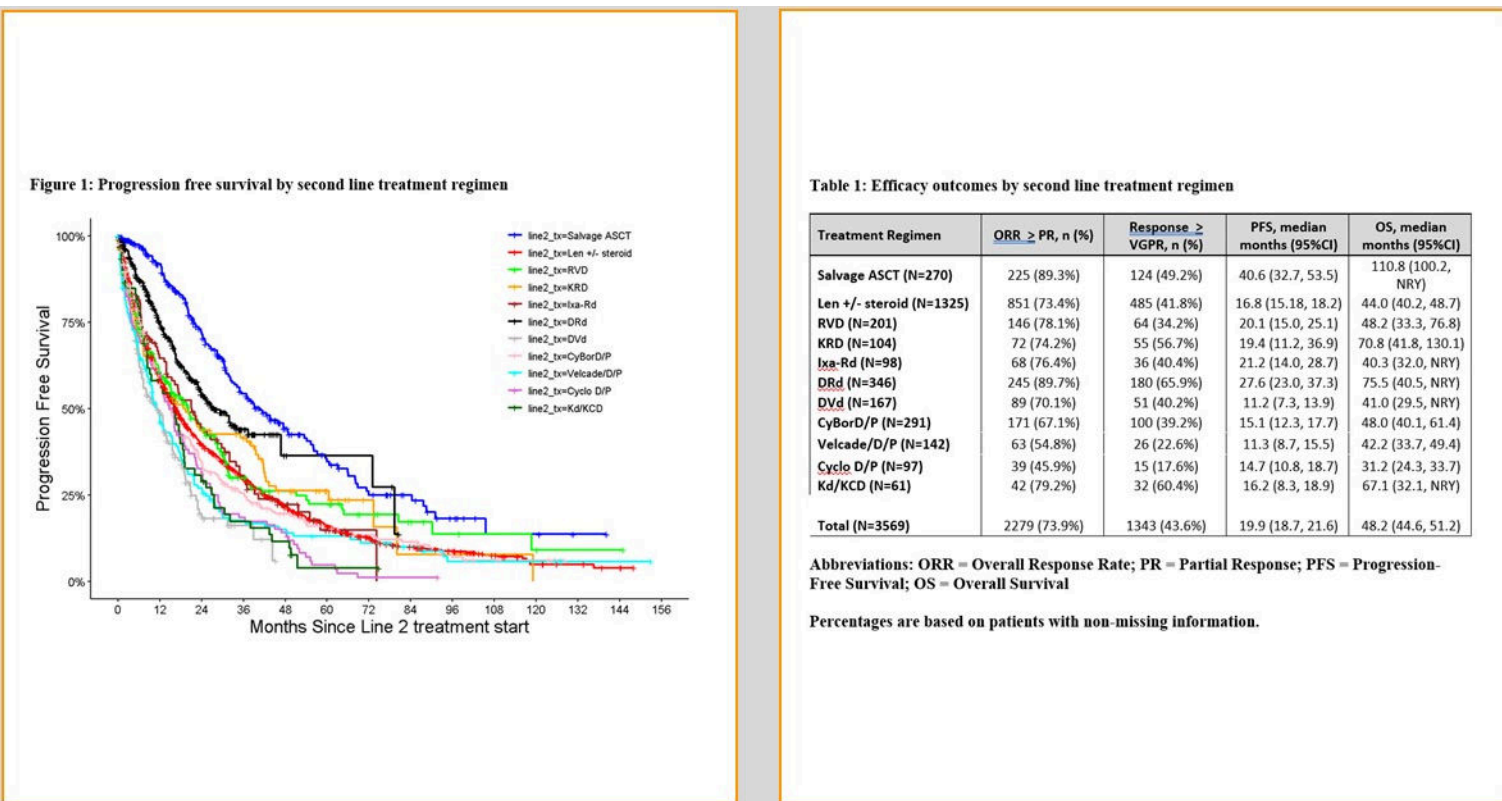 Figure 1: Progression free survival by second line treatment regimen
100%
75%
50%
25%
0%
Progression Free Survival
line2_tx=Salvage ASCT
line2_tx=Len +/- steroid
line2_tx=RVD
line2_tx=KRD
line2_tx=Ixa-Rd
line2_tx=DRd
line2_tx=DVd
line2_tx=CyBorD/P
line2_tx=Velcade/D/P
line2_tx=Cyclo D/P
line2_tx=Kd/KCD
0 12 24 36 48 60 72 84 96 108 120 132 144 156
Months Since Line 2 treatment start
Table 1: Efficacy outcomes by second line treatment regimen
Treatment Regimen ORR > PR, n (%) Response > VGPR, n (%) PFS, median months (95%CI) OS, median months (95%CI)
Salvage ASCT (N=270) 225 (89.3%) 124 (49.2%) 40.6 (32.7, 53.5) 110.8 (100.2, NRY)
Len +/- steroid (N=1325) 851 (73.4%) 485 (41.8%) 16.8 (15.18, 18.2) 44.0 (40.2, 48.7)
RVD (N=201) 146 (78.1%) 64 (34.2%) 20.1 (15.0, 25.1) 48.2 (33.3, 76.8)
KRD (N=104) 72 (74.2%) 55 (56.7%) 19.4 (11.2, 36.9) 70.8 (41.8, 130.1)
Ixa-Rd (N=98) 68 (76.4%) 36 (40.4%) 21.2 (14.0, 28.7) 40.3 (32.0, NRY)
DRd (N=346) 245 (89.7%) 180 (65.9%) 27.6 (23.0, 37.3) 75.5 (40.5, NRY)
DVd (N=167) 89 (70.1%) 51 (40.2%) 11.2 (7.3, 13.9) 41.0 (29.5, NRY)
CyBorD/P (N=291) 171 (67.1%) 100 (39.2%) 15.1 (12.3, 17.7) 48.0 (40.1, 61.4)
Velcade/D/P (N=142) 63 (54.8%) 26 (22.6%) 11.3 (8.7, 15.5) 42.2 (33.7, 49.4)
Cyclo D/P (N=97) 39 (45.9%) 15 (17.6%) 14.7 (10.8, 18.7) 31.2 (24.3, 33.7)
Kd/KCD (N=61) 42 (79.2%) 32 (60.4%) 16.2 (8.3, 18.9) 67.1 (32.1, NRY)
Total (N=3569) 2279 (73.9%) 1343 (43.6%) 19.9 (18.7, 21.6) 48.2 (44.6, 51.2)
Abbreviations: ORR = Overall Response Rate; PR = Partial Response; PFS = Progression-
Free Survival; OS = Overall Survival
Percentages are based on patients with non-missing information.